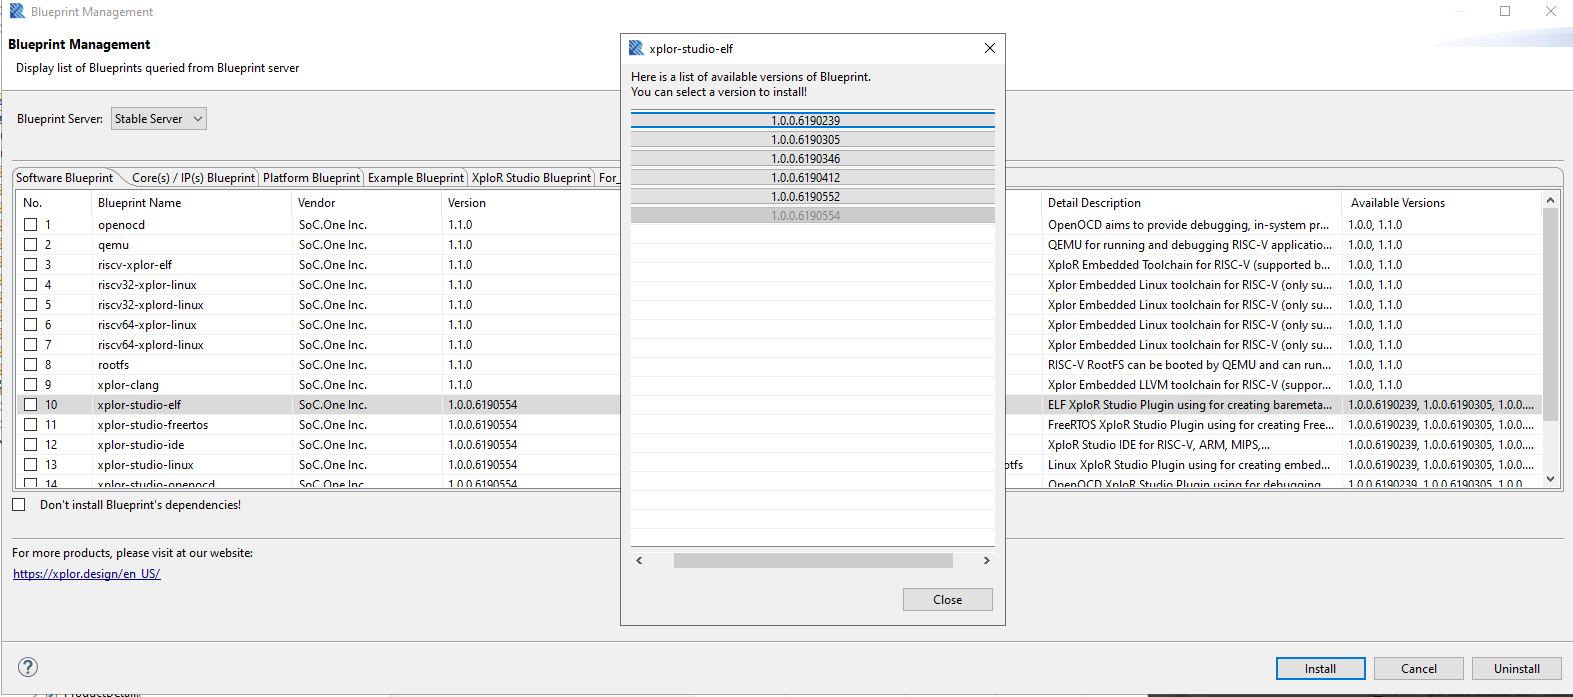 Blueprint Management
Blueprint Management
Display list of Blueprints queried from Blueprint server
Blueprint Server: Stable Server
Software Blueprint Core(s) / IP(s) Blueprint Platform Blueprint Example Blueprint XploR Studio Blueprint For_
No. Blueprint Name Vendor Version Detail Description Available Versions
1 openocd SoC.One Inc. 1.1.0 OpenOCD aims to provide debugging, in-system pr... 1.0.0, 1.1.0
2 qemu SoC.One Inc. 1.1.0 QEMU for running and debugging RISC-V applicatio... 1.0.0, 1.1.0
3 riscv-xplor-elf SoC.One Inc. 1.1.0 XploR Embedded Toolchain for RISC-V (supported b... 1.0.0, 1.1.0
4 riscv32-xplor-linux SoC.One Inc. 1.1.0 Xplor Embedded Linux toolchain for RISC-V (only su... 1.0.0, 1.1.0
5 riscv32-xplord-linux SoC.One Inc. 1.1.0 Xplor Embedded Linux toolchain for RISC-V (only su... 1.0.0, 1.1.0
6 riscv64-xplor-linux SoC.One Inc. 1.1.0 Xplor Embedded Linux toolchain for RISC-V (only su... 1.0.0, 1.1.0
7 riscv64-xplord-linux SoC.One Inc. 1.1.0 Xplor Embedded Linux toolchain for RISC-V (only su... 1.0.0, 1.1.0
8 rootfs SoC.One Inc. 1.1.0 RISC-V RootFS can be booted by QEMU and can run... 1.0.0, 1.1.0
9 xplor-clang SoC.One Inc. 1.1.0 Xplor Embedded LLVM toolchain for RISC-V (suppor... 1.0.0, 1.1.0
10 xplor-studio-elf SoC.One Inc. 1.0.0.6190554 ELF XploR Studio Plugin using for creating baremeta... 1.0.0.6190239, 1.0.0.6190305, 1.0.0....
11 xplor-studio-freertos SoC.One Inc. 1.0.0.6190554 FreeRTOS XploR Studio Plugin using for creating Free... 1.0.0.6190239, 1.0.0.6190305, 1.0.0....
12 xplor-studio-ide SoC.One Inc. 1.0.0.6190554 XploR Studio IDE for RISC-V, ARM, MIPS,... 1.0.0.6190239, 1.0.0.6190305, 1.0.0....
13 xplor-studio-linux SoC.One Inc. 1.0.0.6190554 otfs Linux XploR Studio Plugin using for creating embed... 1.0.0.6190239, 1.0.0.6190305, 1.0.0....
14 xplor-studio-openocd SoC.One Inc. 1.0.0.6190554 OpenOCD XploR Studio Plugin using for debugging 1.0.0.6190239, 1.0.0.6190305, 1.0.0
Don't install Blueprint's dependencies!
For more products, please visit at our website:
https://xplor.design/en_US/
Install Cancel Uninstall
xplor-studio-elf
Here is a list of available versions of Blueprint.
You can select a version to install!
1.0.0.6190239
1.0.0.6190305
1.0.0.6190346
1.0.0.6190412
1.0.0.6190552
1.0.0.6190554
Close